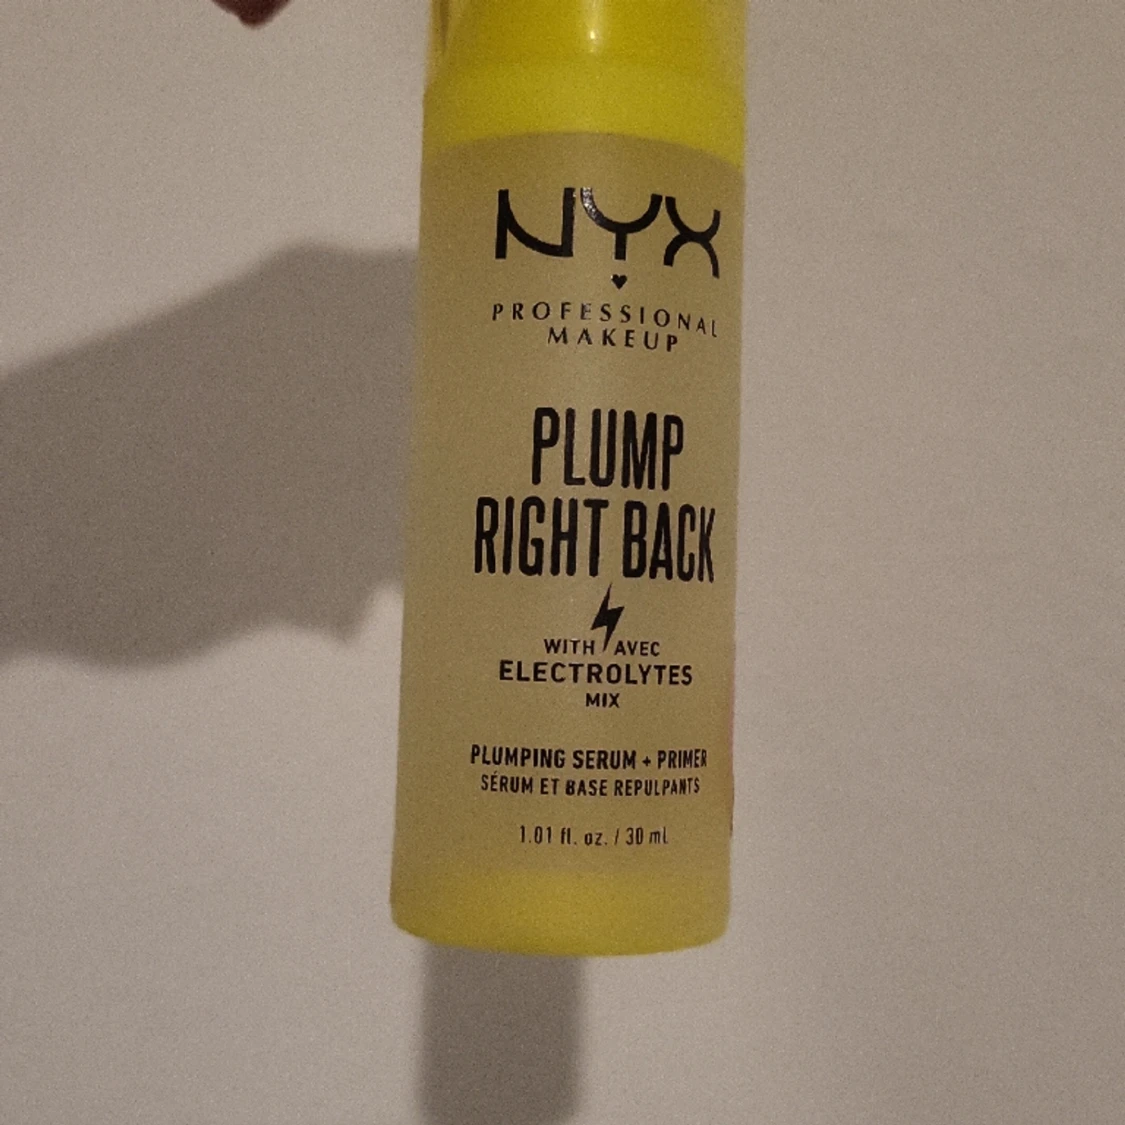 NYX
PROFESSIONAL
MAKEUP
PLUMP
RIGHT BACK
WITH AVEC
ELECTROLYTES
MIX
PLUMPING SERUM + PRIMER
SÉRUM ET BASE REPULPANTS
1.01 fl. oz. / 30 mL